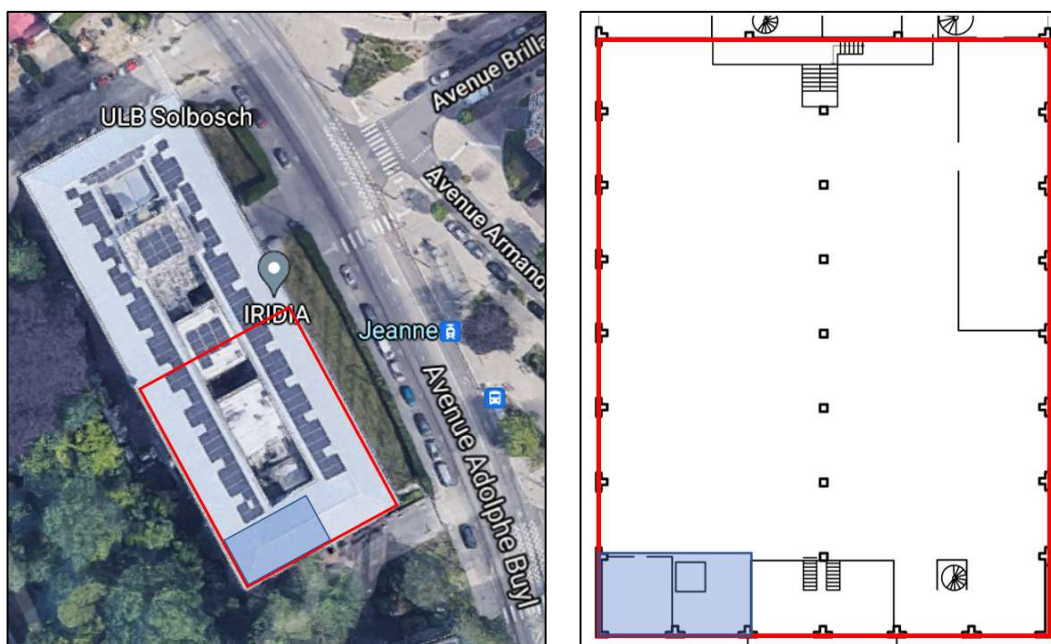 Avenue Brilla
ULB Solbosch
Avenue Armand
IRIDIA
Jeanne
Avenue Adolphe Buyl